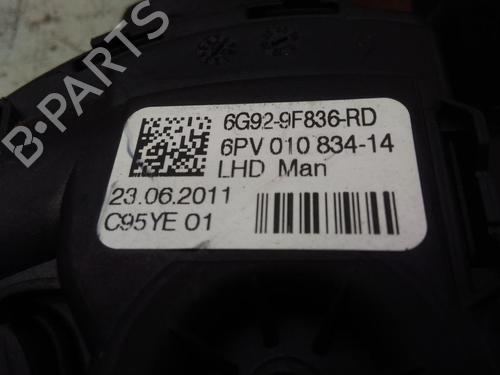 6G92-9F836-RD
6PV 010 834-14
LHD Man
23.06.2011
C95YE 01
B-PARTS